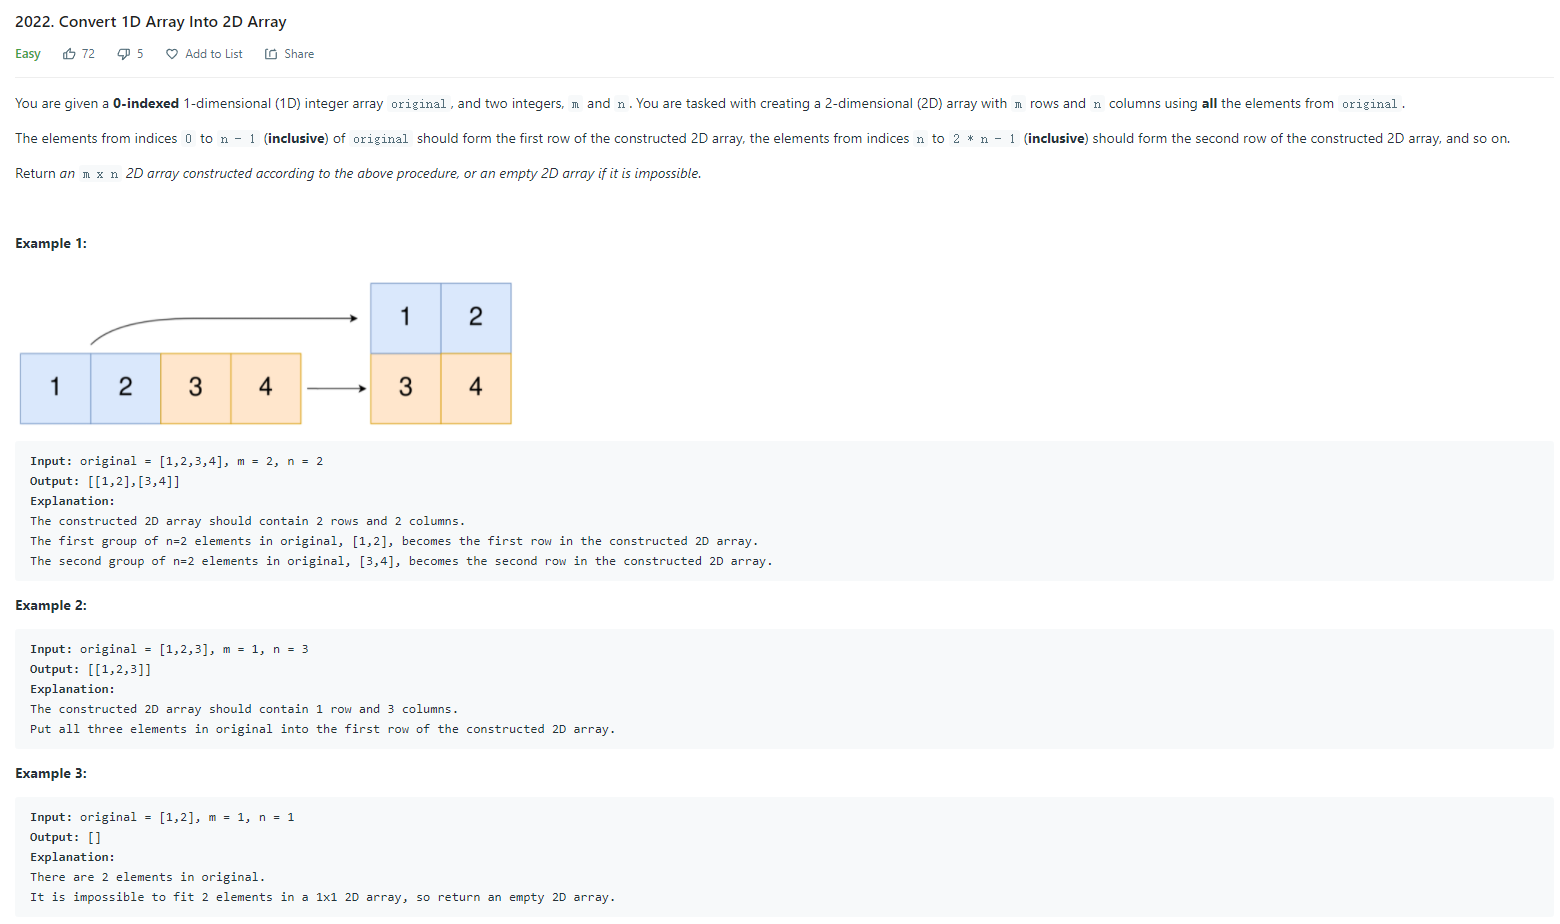 2022. Convert 1D Array Into 2D Array
Easy 72 5 Add to List Share
You are given a 0-indexed 1-dimensional (1D) integer array original, and two integers, m and n. You are tasked with creating a 2-dimensional (2D) array with m rows and n columns using all the elements from original.
The elements from indices 0 to n - 1 (inclusive) of original should form the first row of the constructed 2D array, the elements from indices n to 2 * n - 1 (inclusive) should form the second row of the constructed 2D array, and so on.
Return an m x n 2D array constructed according to the above procedure, or an empty 2D array if it is impossible.
Example 1:
1 2
1 2 3 4 3 4
Input: original = [1,2,3,4], m = 2, n = 2
Output: [[1,2],[3,4]]
Explanation:
The constructed 2D array should contain 2 rows and 2 columns.
The first group of n=2 elements in original, [1,2], becomes the first row in the constructed 2D array.
The second group of n=2 elements in original, [3,4], becomes the second row in the constructed 2D array.
Example 2:
Input: original = [1,2,3], m = 1, n = 3
Output: [[1,2,3]]
Explanation:
The constructed 2D array should contain 1 row and 3 columns.
Put all three elements in original into the first row of the constructed 2D array.
Example 3:
Input: original = [1,2], m = 1, n = 1
Output: []
Explanation:
There are 2 elements in original.
It is impossible to fit 2 elements in a 1x1 2D array, so return an empty 2D array.